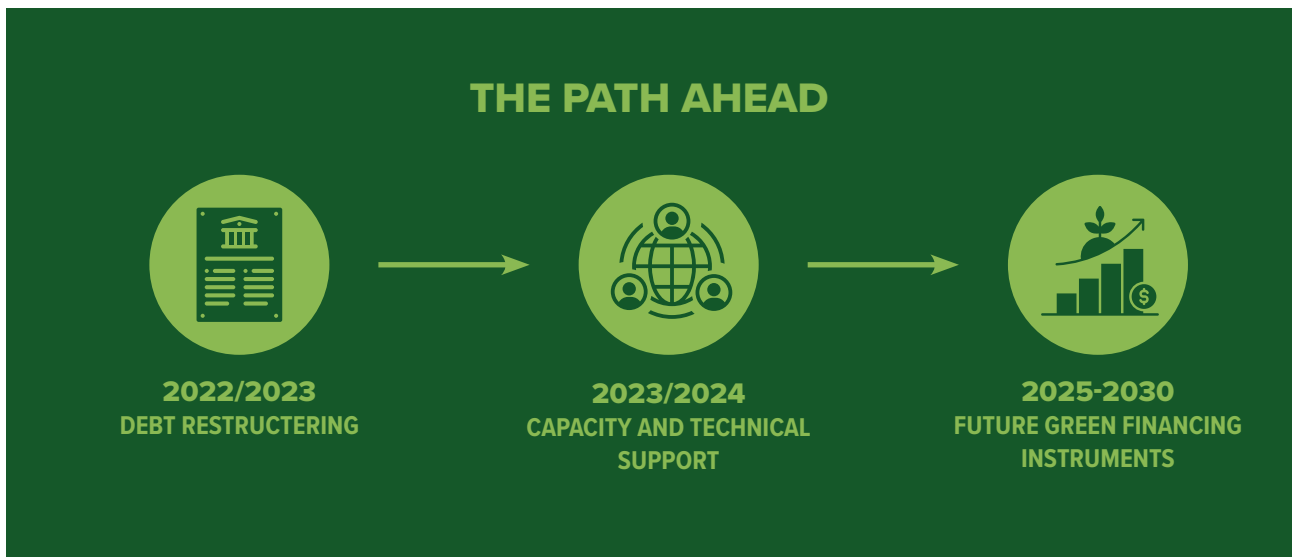 THE PATH AHEAD
2022/2023
DEBT RESTRUCTERING
2023/2024
CAPACITY AND TECHNICAL
SUPPORT
2025-2030
FUTURE GREEN FINANCING
INSTRUMENTS
$